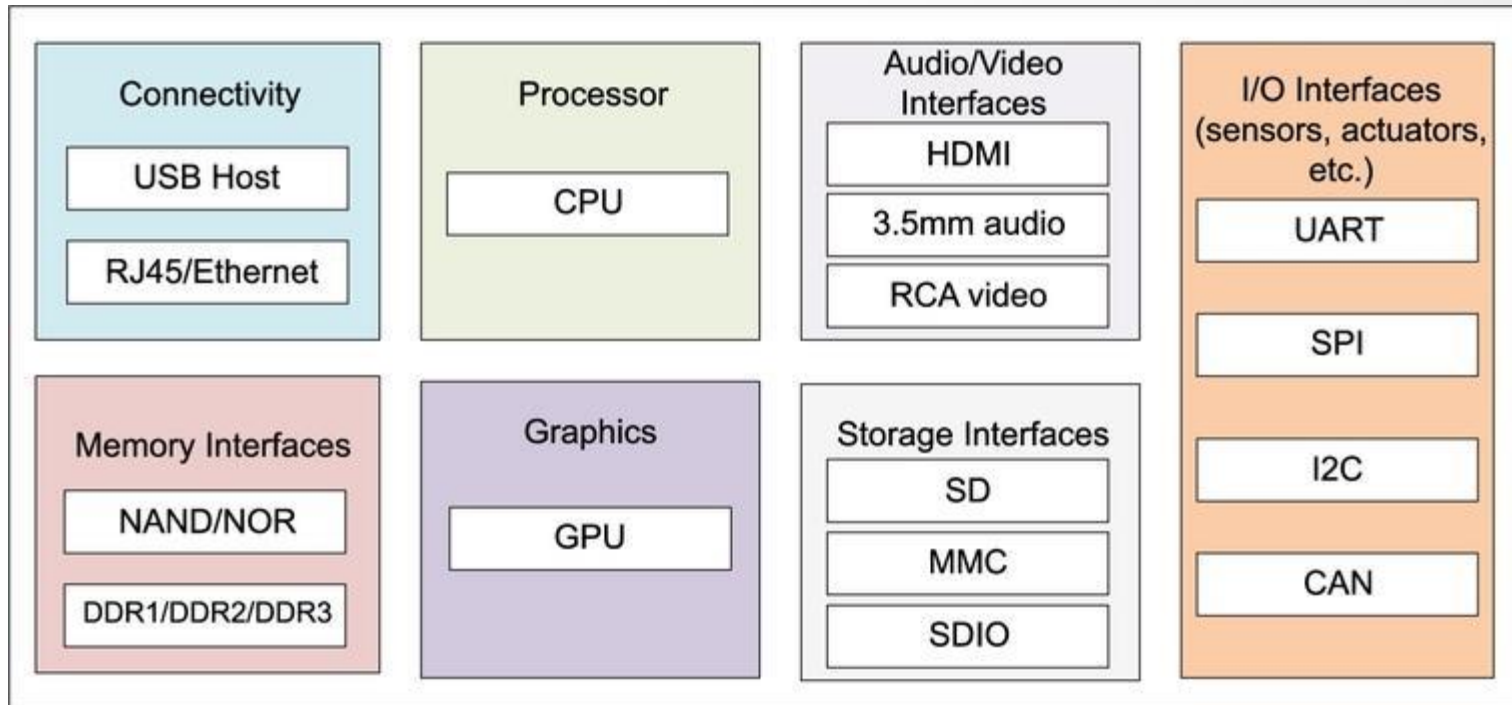 Connectivity
USB Host
RJ45/Ethernet
Processor
CPU
Audio/Video
Interfaces
HDMI
3.5mm audio
RCA video
I/O Interfaces
(sensors, actuators,
etc.)
UART
SPI
I2C
CAN
Memory Interfaces
NAND/NOR
DDR1/DDR2/DDR3
Graphics
GPU
Storage Interfaces
SD
MMC
SDIO